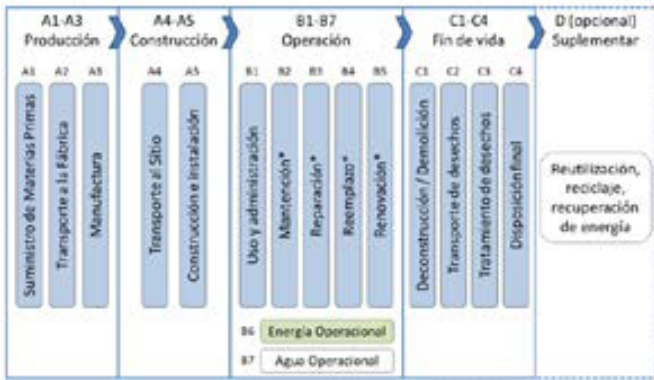 A1-A3
Producción
A4-A5
Construcción
B1-B7
Operación
C1-C4
Fin de vida
D (opcional)
Suplementar
A1
A2
A3
A4
A5
B1
B2
B3
B4
B5
C1
C2
C3
C4
Suministro de Materias Primas
Transporte a la Fábrica
Manufactura
Transporte al Sitio
Construcción e instalación
Uso y administración
Mantención*
Reparación*
Reemplazo*
Renovación*
Deconstrucción / Demolición
Transporte de desechos
Tratamiento de desechos
Disposición final
Reutilización,
reciclaje,
recuperación
de energía
B6 Energía Operacional
B7 Agua Operacional